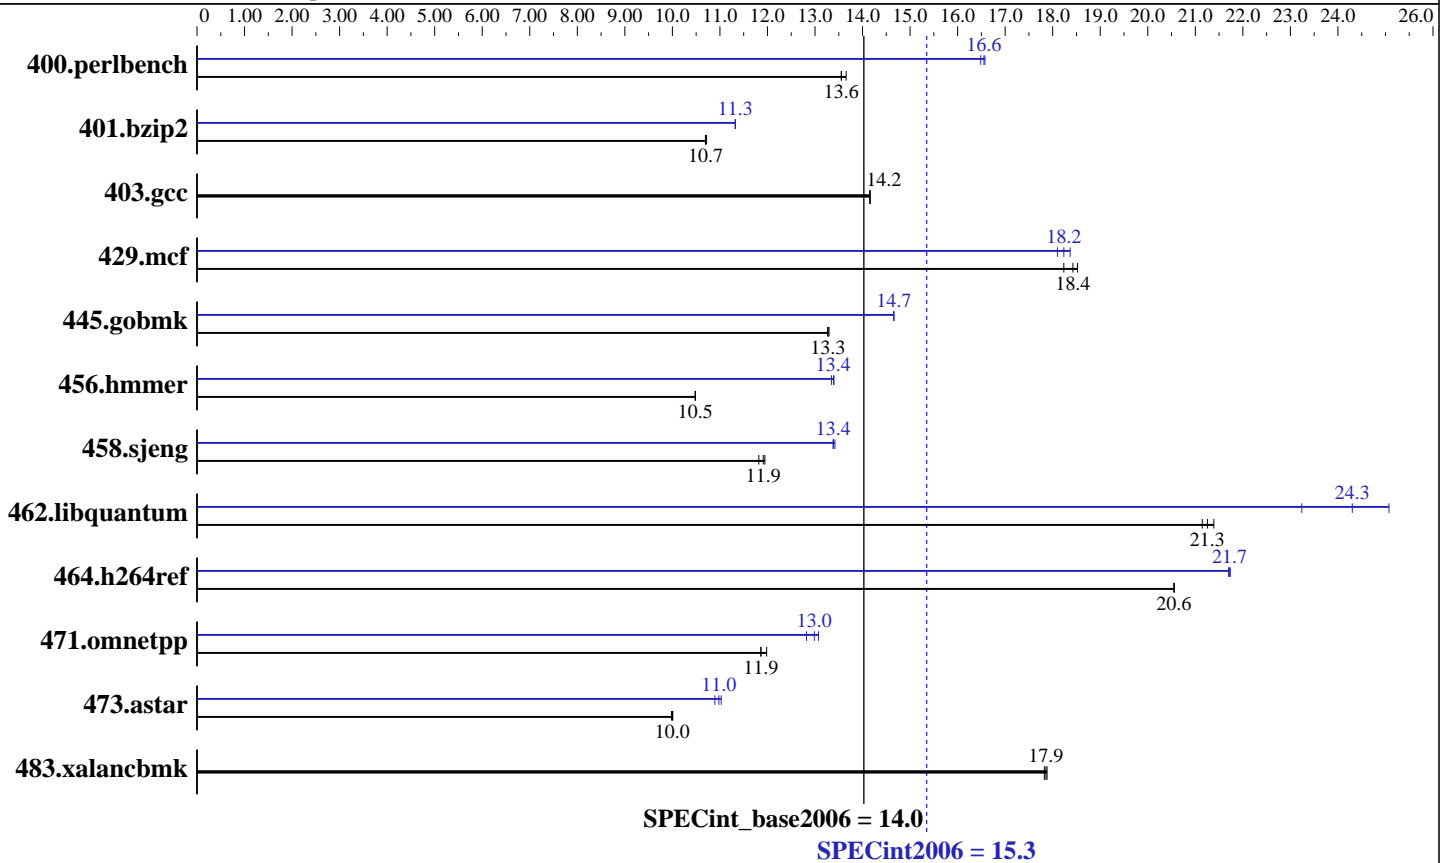 0 1.00 2.00 3.00 4.00 5.00 6.00 7.00 8.00 9.00 10.0 11.0 12.0 13.0 14.0 15.0 16.0 17.0 18.0 19.0 20.0 21.0 22.0 23.0 24.0 26.0
16.6
400.perlbench
13.6
11.3
401.bzip2
10.7
14.2
403.gcc
18.2
429.mcf
18.4
14.7
445.gobmk
13.3
13.4
456.hmmer
10.5
13.4
458.sjeng
11.9
24.3
462.libquantum
21.3
21.7
464.h264ref
20.6
13.0
471.omnetpp
11.9
11.0
473.astar
10.0
17.9
483.xalancbmk
SPECint_base2006 = 14.0
SPECint2006 = 15.3